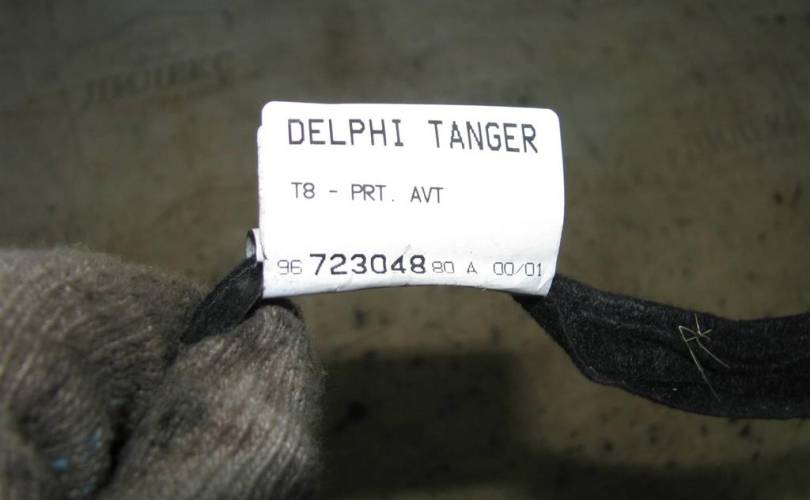 DELPHI TANGER
T8 - PRT. AVT
96 723048 80 A 00/01